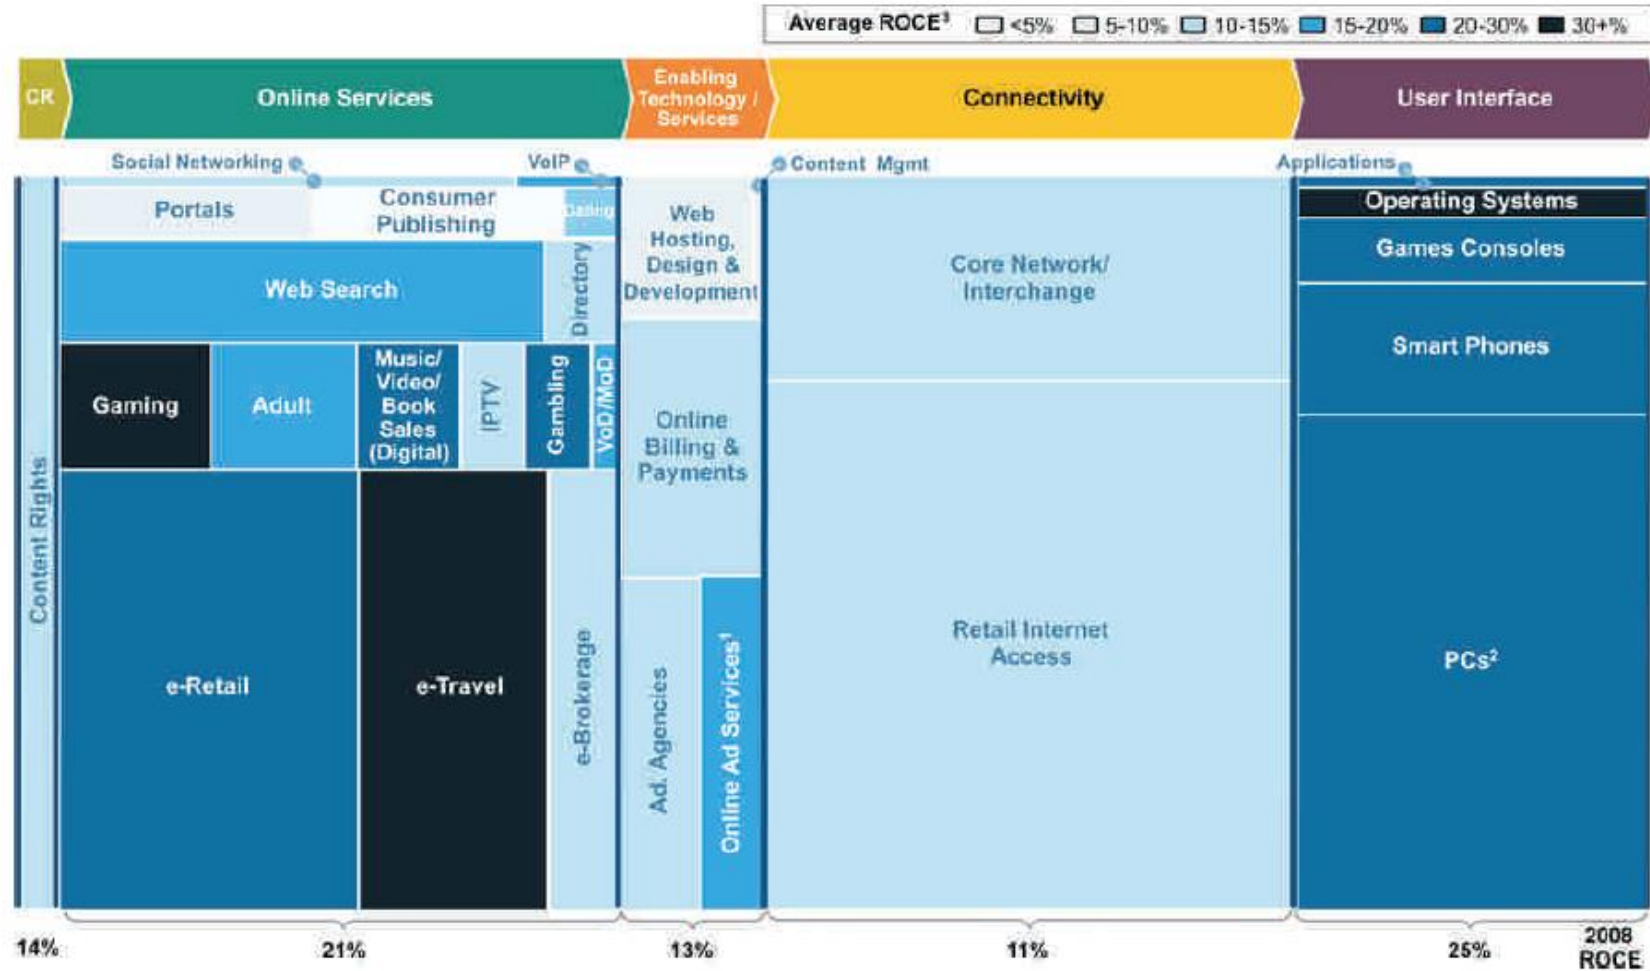 Average ROCE³ <5% 5-10% 10-15% 15-20% 20-30% 30+%
CR
Online Services
Enabling
Technology /
Services
Connectivity
User Interface
Social Networking
VoIP
Content Mgmt
Applications
Portals
Consumer
Publishing
Dating
Web
Hosting,
Design &
Development
Operating Systems
Games Consoles
Web Search
Directory
Core Network/
Interchange
Smart Phones
Gaming
Adult
Music/
Video/
Book
Sales
(Digital)
IPTV
Gambling
VoD/MoD
Online
Billing &
Payments
Content Rights
e-Retail
e-Travel
e-Brokerage
Ad. Agencies
Online Ad Services¹
Retail Internet
Access
PCs²
14%
21%
13%
11%
25%
2008
ROCE